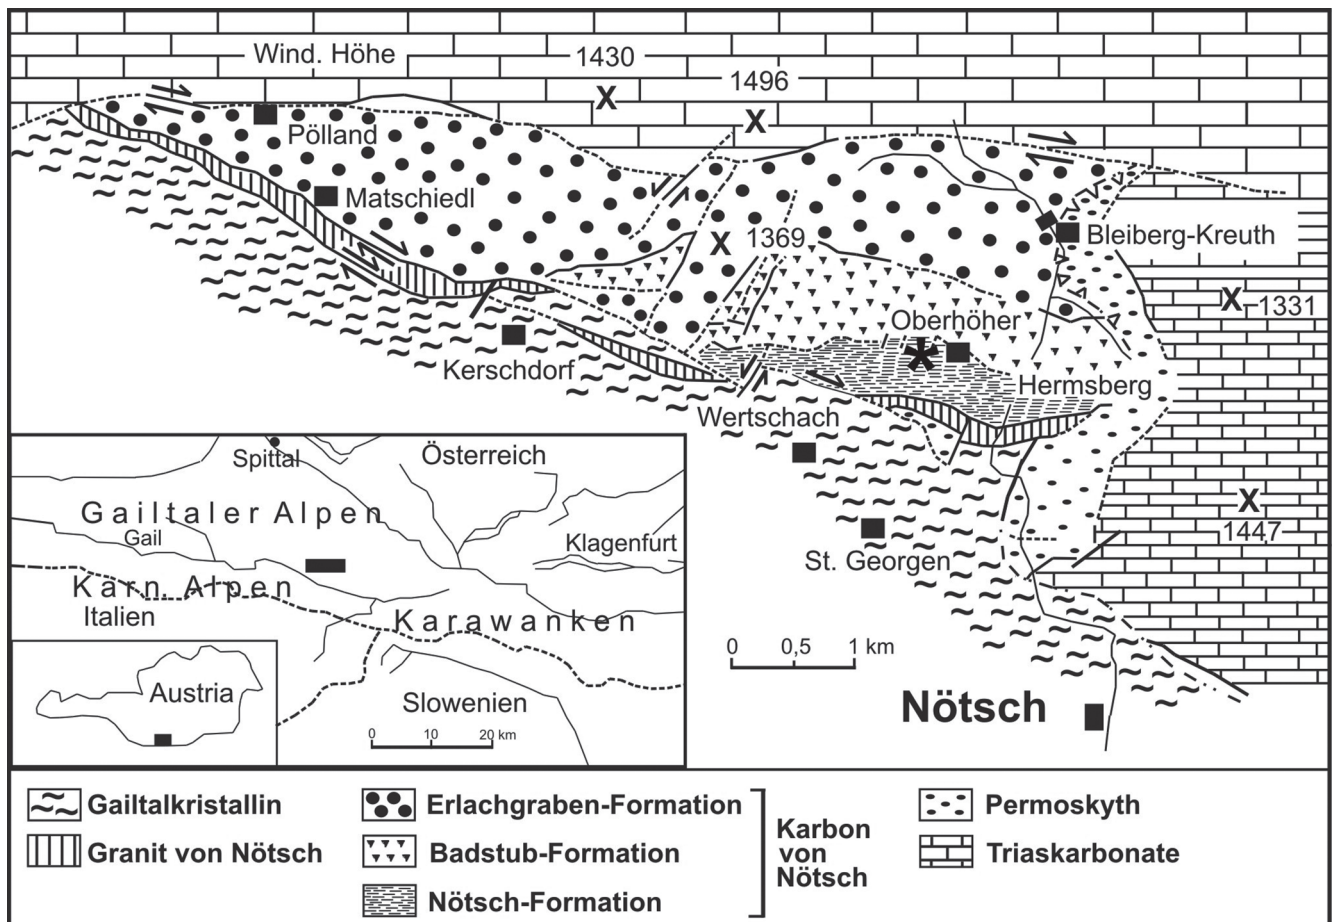 Wind. Höhe
1430
1496
X
X
Pölland
Matschiedl
X 1369
Bleiberg-Kreuth
X 1331
Oberhöher
Kerschdorf
Hermsberg
Wertschach
X
1447
St. Georgen
0 0,5 1 km
Nötsch
Spittal
Österreich
Gailtaler Alpen
Gail
Klagenfurt
Karn. Alpen
Italien
Karawanken
Austria
Slowenien
0 10 20 km
Gailtalkristallin
Granit von Nötsch
Erlachgraben-Formation
Badstub-Formation
Nötsch-Formation
Karbon
von
Nötsch
Permoskyth
Triaskarbonate